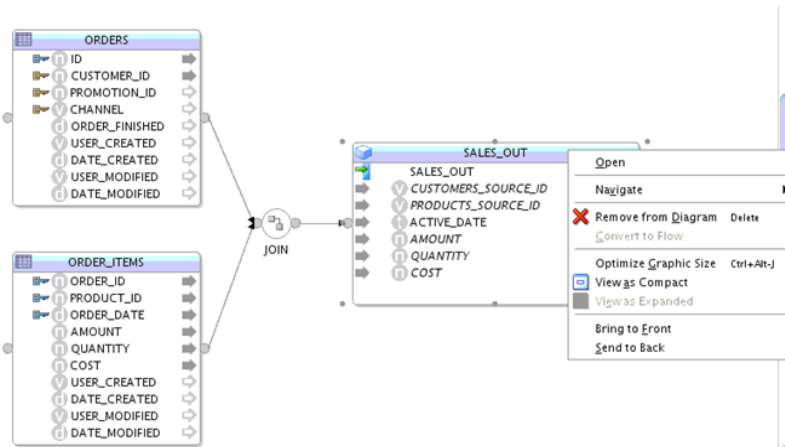 ORDERS
ID
CUSTOMER_ID
PROMOTION_ID
CHANNEL
ORDER_FINISHED
USER_CREATED
DATE_CREATED
USER_MODIFIED
DATE_MODIFIED
ORDER_ITEMS
ORDER_ID
PRODUCT_ID
ORDER_DATE
AMOUNT
QUANTITY
COST
USER_CREATED
DATE_CREATED
USER_MODIFIED
DATE_MODIFIED
JOIN
SALES_OUT
SALES_OUT
CUSTOMERS_SOURCE_ID
PRODUCTS_SOURCE_ID
ACTIVE_DATE
AMOUNT
QUANTITY
COST
Open
Navigate
Remove from Diagram Delete
Convert to Flow
Optimize Graphic Size Ctrl+Alt-J
View as Compact
View as Expanded
Bring to Front
Send to Back